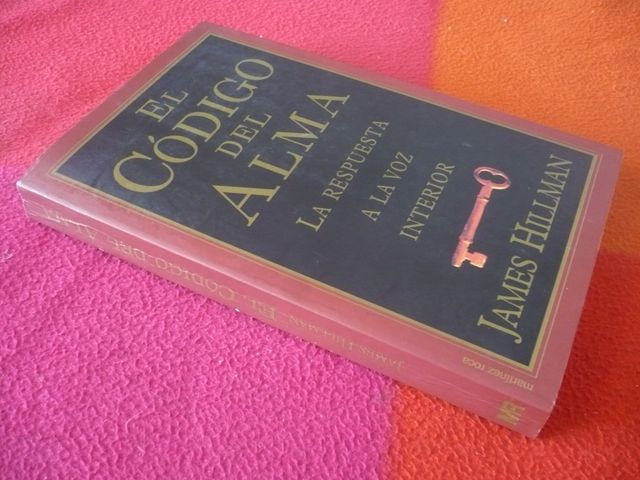 EL
CÓDIGO
DEL
ALMA
LA RESPUESTA
A LA VOZ
INTERIOR
JAMES HILLMAN
martínez roca
JAMES HILLMAN EL CÓDIGO DEL ALMA
MR